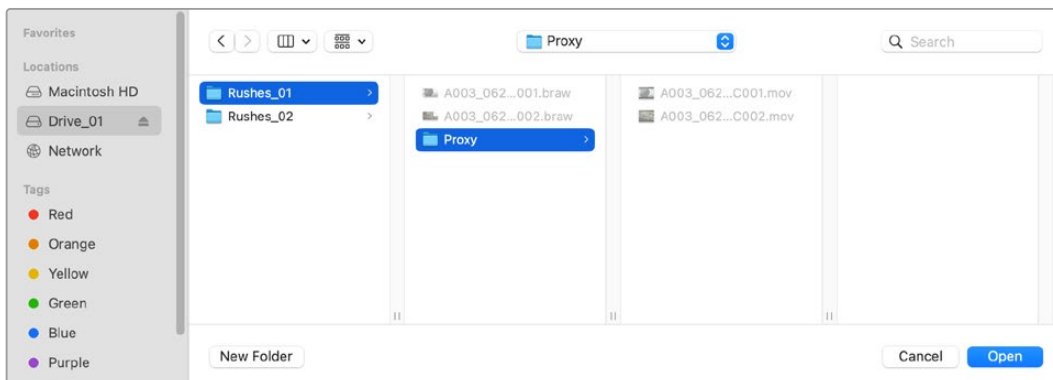 Favorites
Locations
Macintosh HD
Drive_01
Network
Tags
Red
Orange
Yellow
Green
Blue
Purple
Proxy
Search
Rushes_01
Rushes_02
A003_062...001.braw
A003_062...002.braw
Proxy
A003_062...C001.mov
A003_062...C002.mov
New Folder
Cancel
Open